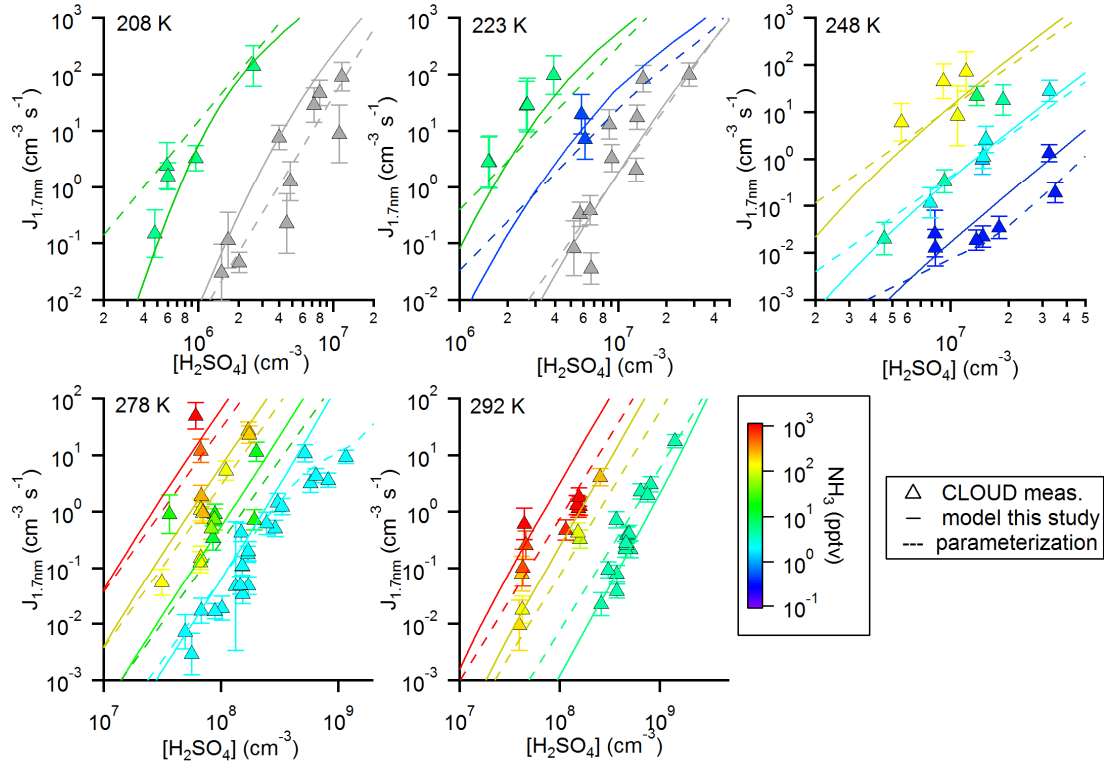 208 K
223 K
248 K
J1.7nm (cm-3 s-1)
J1.7nm (cm-3 s-1)
J1.7nm (cm-3 s-1)
10^3
10^2
10^1
10^0
10^-1
10^-2
10^3
10^2
10^1
10^0
10^-1
10^-2
10^3
10^2
10^1
10^0
10^-1
10^-2
10^-3
2 4 6 8 10^6 2 4 6 8 10^7 2
10^6 2 4 6 8 10^7 2 4
2 3 4 5 6 8 10^7 2 3 4 5
[H2SO4] (cm-3)
[H2SO4] (cm-3)
[H2SO4] (cm-3)
278 K
292 K
J1.7nm (cm-3 s-1)
J1.7nm (cm-3 s-1)
10^2
10^1
10^0
10^-1
10^-2
10^-3
10^2
10^1
10^0
10^-1
10^-2
10^-3
10^7 10^8 10^9
10^7 10^8 10^9
[H2SO4] (cm-3)
[H2SO4] (cm-3)
10^3
10^2
10^1
10^0
10^-1
NH3 (pptv)
CLOUD meas.
model this study
parameterization